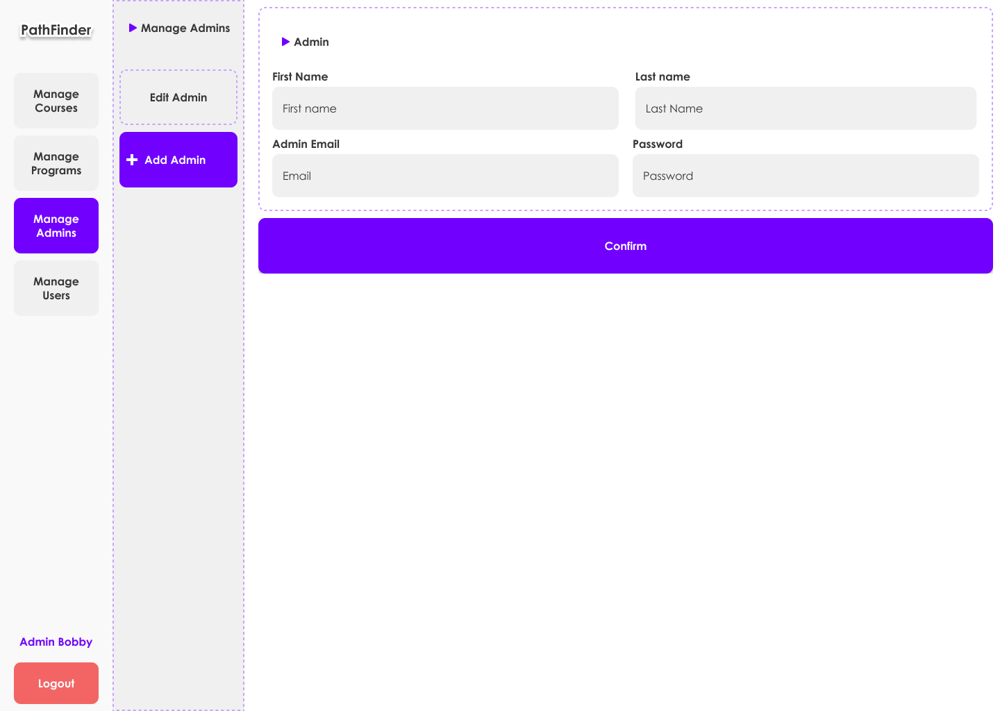 PathFinder
Manage
Courses
Manage
Programs
Manage
Admins
Manage
Users
Admin Bobby
Logout
Manage Admins
Edit Admin
Add Admin
Admin
First Name
Last name
First name
Last Name
Admin Email
Password
Email
Password
Confirm